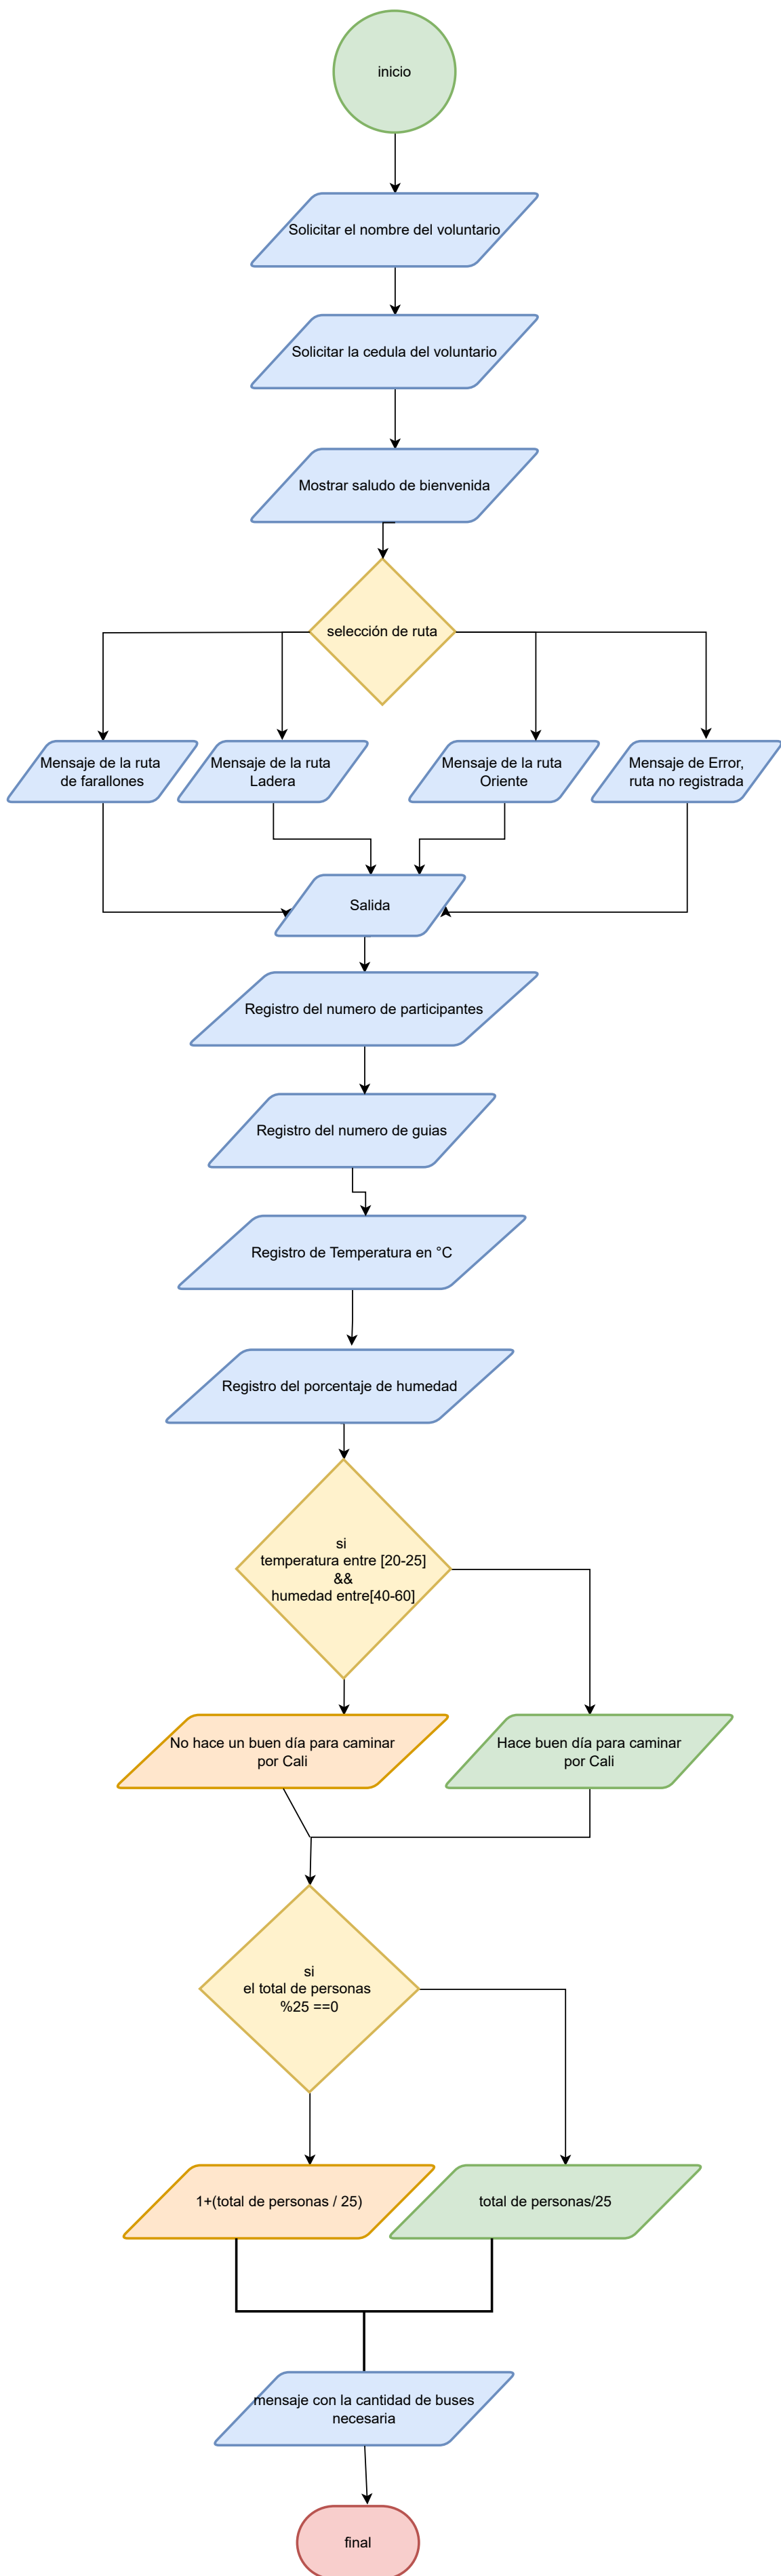 inicio
Solicitar el nombre del voluntario
Solicitar la cedula del voluntario
Mostrar saludo de bienvenida
selección de ruta
Mensaje de la ruta
de farallones
Mensaje de la ruta
Ladera
Mensaje de la ruta
Oriente
Mensaje de Error,
ruta no registrada
Salida
Registro del numero de participantes
Registro del numero de guias
Registro de Temperatura en °C
Registro del porcentaje de humedad
si
temperatura entre [20-25]
&&
humedad entre[40-60]
No hace un buen día para caminar
por Cali
Hace buen día para caminar
por Cali
si
el total de personas
%25 ==0
1+(total de personas / 25)
total de personas/25
mensaje con la cantidad de buses
necesaria
final